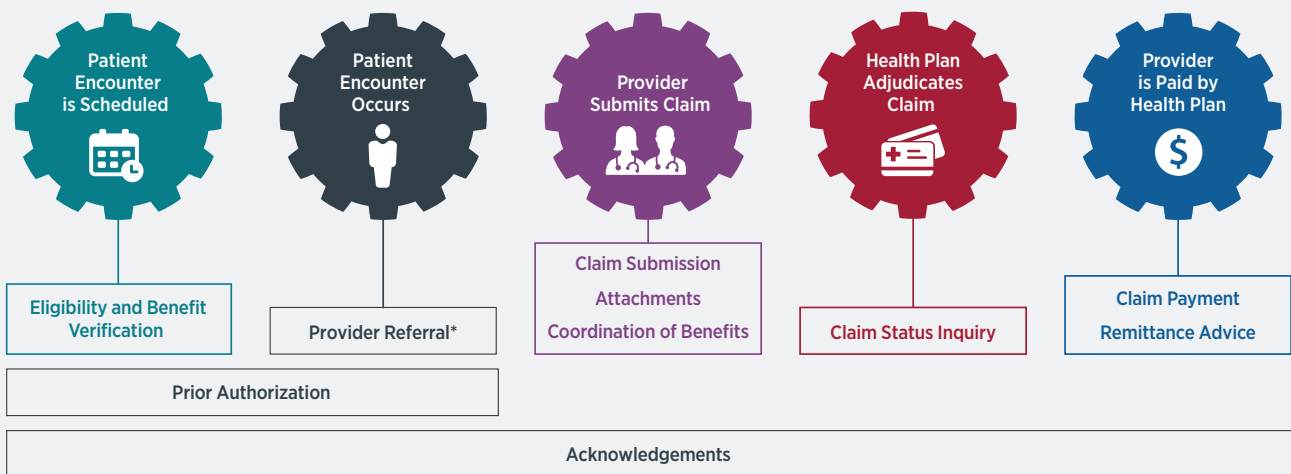 Patient
Encounter
is Scheduled
Patient
Encounter
Occurs
Provider
Submits Claim
Health Plan
Adjudicates
Claim
Provider
is Paid by
Health Plan
$
Eligibility and Benefit
Verification
Provider Referral*
Claim Submission
Attachments
Coordination of Benefits
Claim Status Inquiry
Claim Payment
Remittance Advice
Prior Authorization
Acknowledgements